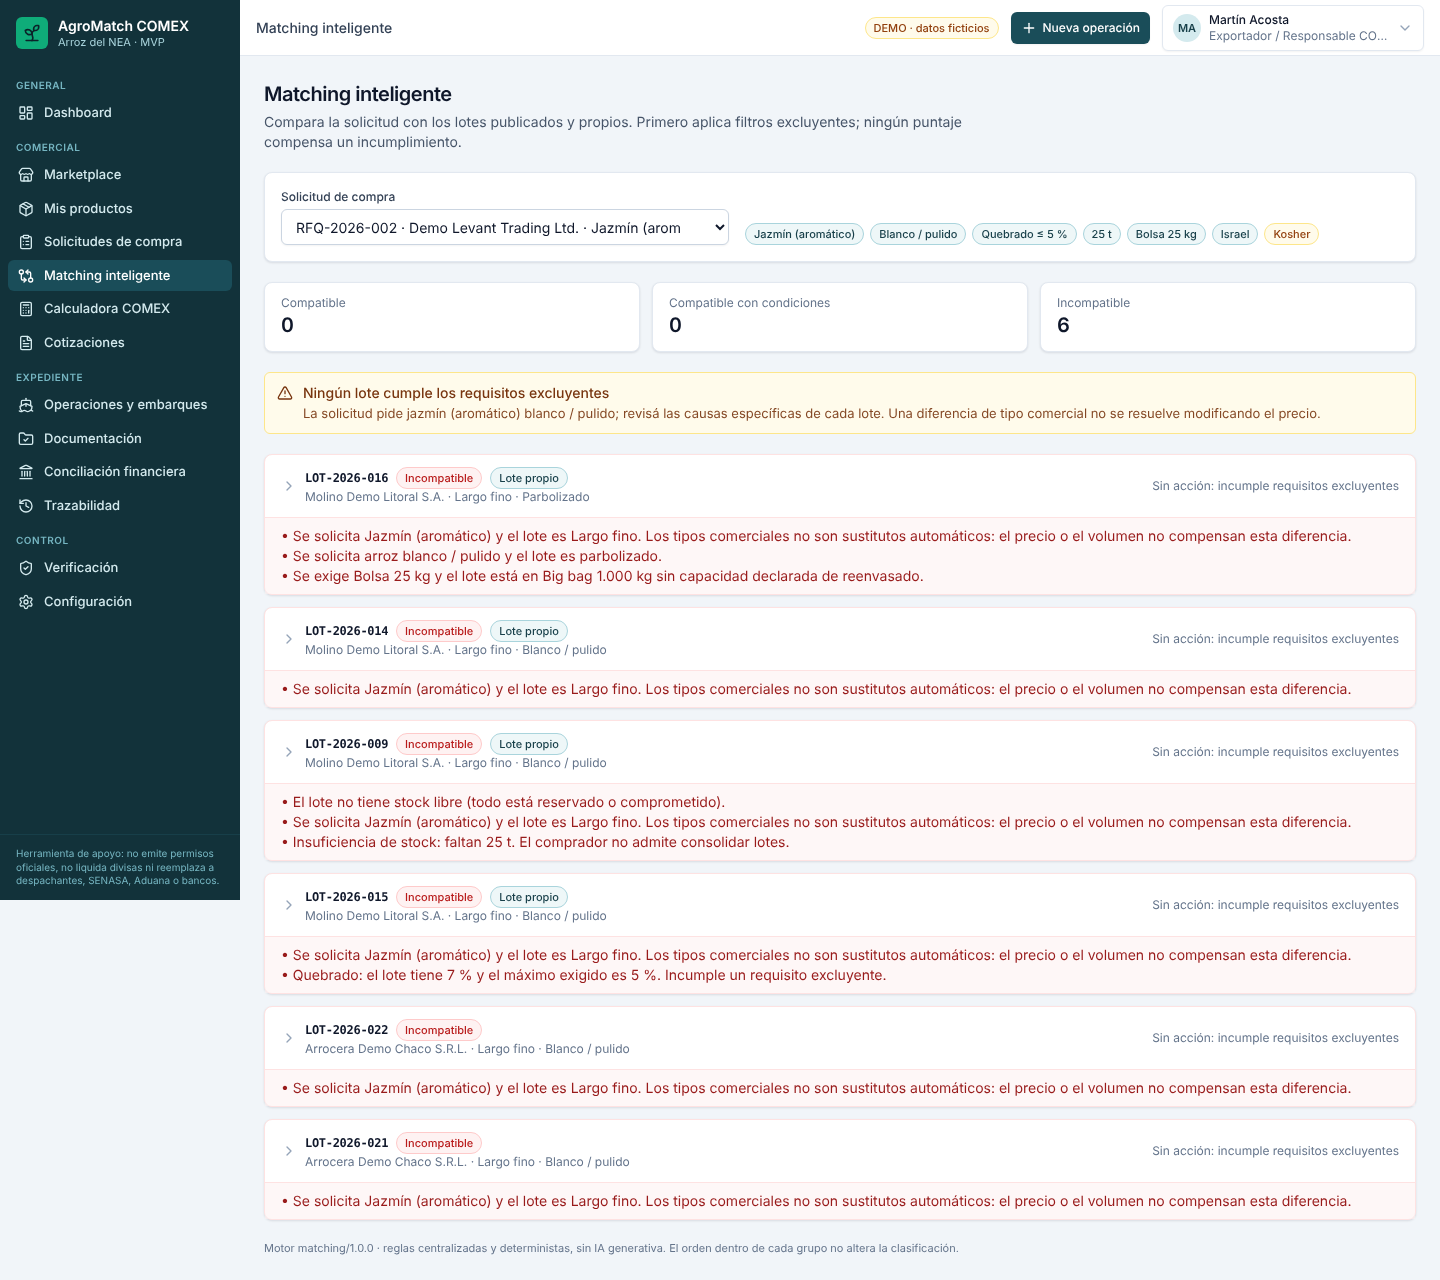 AgroMatch COMEX
Arroz del NEA · MVP
GENERAL
Dashboard
COMERCIAL
Marketplace
Mis productos
Solicitudes de compra
Matching inteligente
Calculadora COMEX
Cotizaciones
EXPEDIENTE
Operaciones y embarques
Documentación
Conciliación financiera
Trazabilidad
CONTROL
Verificación
Configuración
Herramienta de apoyo: no emite permisos
oficiales, no liquida divisas ni reemplaza a
despachantes, SENASA, Aduana o bancos.
Matching inteligente
DEMO · datos ficticios
Nueva operación
MA
Martín Acosta
Exportador / Responsable CO...
Matching inteligente
Compara la solicitud con los lotes publicados y propios. Primero aplica filtros excluyentes; ningún puntaje
compensa un incumplimiento.
Solicitud de compra
RFQ-2026-002 · Demo Levant Trading Ltd. · Jazmín (arom
Jazmín (aromático)
Blanco / pulido
Quebrado ≤ 5 %
25 t
Bolsa 25 kg
Israel
Kosher
Compatible
0
Compatible con condiciones
0
Incompatible
6
Ningún lote cumple los requisitos excluyentes
La solicitud pide jazmín (aromático) blanco / pulido; revisá las causas específicas de cada lote. Una diferencia de tipo comercial no se resuelve modificando el precio.
LOT-2026-016 Incompatible Lote propio
Molino Demo Litoral S.A. · Largo fino · Parbolizado
Sin acción: incumple requisitos excluyentes
• Se solicita Jazmín (aromático) y el lote es Largo fino. Los tipos comerciales no son sustitutos automáticos: el precio o el volumen no compensan esta diferencia.
• Se solicita arroz blanco / pulido y el lote es parbolizado.
• Se exige Bolsa 25 kg y el lote está en Big bag 1.000 kg sin capacidad declarada de reenvasado.
LOT-2026-014 Incompatible Lote propio
Molino Demo Litoral S.A. · Largo fino · Blanco / pulido
Sin acción: incumple requisitos excluyentes
• Se solicita Jazmín (aromático) y el lote es Largo fino. Los tipos comerciales no son sustitutos automáticos: el precio o el volumen no compensan esta diferencia.
LOT-2026-009 Incompatible Lote propio
Molino Demo Litoral S.A. · Largo fino · Blanco / pulido
Sin acción: incumple requisitos excluyentes
• El lote no tiene stock libre (todo está reservado o comprometido).
• Se solicita Jazmín (aromático) y el lote es Largo fino. Los tipos comerciales no son sustitutos automáticos: el precio o el volumen no compensan esta diferencia.
• Insuficiencia de stock: faltan 25 t. El comprador no admite consolidar lotes.
LOT-2026-015 Incompatible Lote propio
Molino Demo Litoral S.A. · Largo fino · Blanco / pulido
Sin acción: incumple requisitos excluyentes
• Se solicita Jazmín (aromático) y el lote es Largo fino. Los tipos comerciales no son sustitutos automáticos: el precio o el volumen no compensan esta diferencia.
• Quebrado: el lote tiene 7 % y el máximo exigido es 5 %. Incumple un requisito excluyente.
LOT-2026-022 Incompatible
Arrocera Demo Chaco S.R.L. · Largo fino · Blanco / pulido
Sin acción: incumple requisitos excluyentes
• Se solicita Jazmín (aromático) y el lote es Largo fino. Los tipos comerciales no son sustitutos automáticos: el precio o el volumen no compensan esta diferencia.
LOT-2026-021 Incompatible
Arrocera Demo Chaco S.R.L. · Largo fino · Blanco / pulido
Sin acción: incumple requisitos excluyentes
• Se solicita Jazmín (aromático) y el lote es Largo fino. Los tipos comerciales no son sustitutos automáticos: el precio o el volumen no compensan esta diferencia.
Motor matching/1.0.0 · reglas centralizadas y deterministas, sin IA generativa. El orden dentro de cada grupo no altera la clasificación.